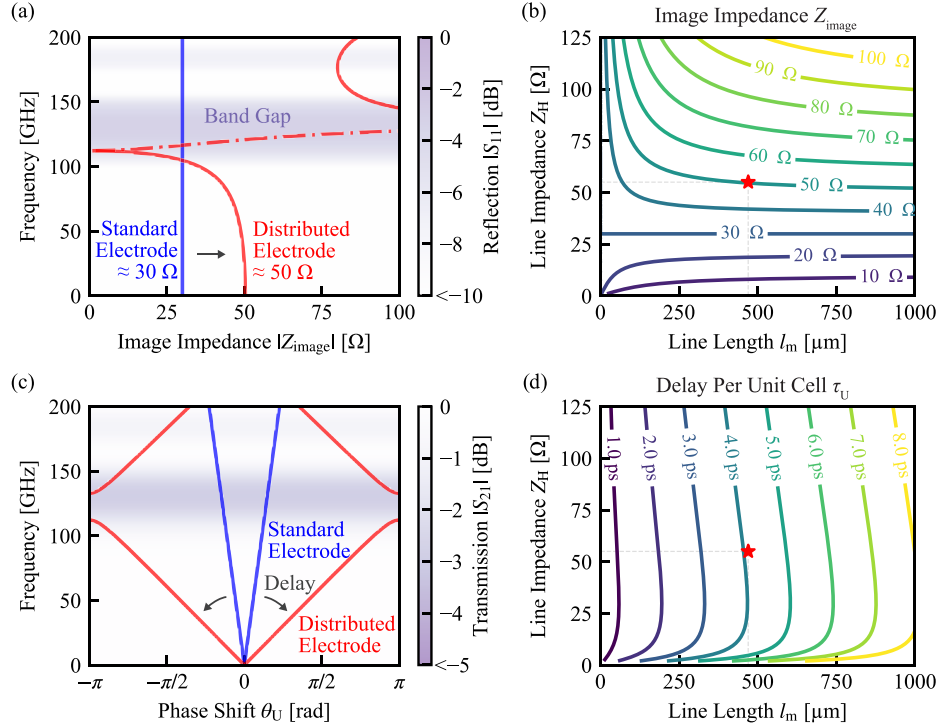 (a)
200
150
100
50
0
Frequency [GHz]
Band Gap
Standard
Electrode
≈ 30 Ω
Distributed
Electrode
≈ 50 Ω
0
50
100
Image Impedance |Z_image| [Ω]
0
−2
−4
−6
−8
<−10
Reflection |S_11| [dB]
(b)
Image Impedance Z_image
125
100
75
50
25
0
Line Impedance Z_H [Ω]
100 Ω
90 Ω
80 Ω
70 Ω
60 Ω
50 Ω
40 Ω
30 Ω
20 Ω
10 Ω
0
250
500
750
1000
Line Length l_m [μm]
(c)
200
150
100
50
0
Frequency [GHz]
Standard
Electrode
Delay
Distributed
Electrode
−π
−π/2
0
π/2
π
Phase Shift θ_U [rad]
0
−1
−2
−3
−4
<−5
Transmission |S_21| [dB]
(d)
Delay Per Unit Cell τ_U
125
100
75
50
25
0
Line Impedance Z_H [Ω]
1.0 ps
2.0 ps
3.0 ps
4.0 ps
5.0 ps
6.0 ps
7.0 ps
8.0 ps
0
250
500
750
1000
Line Length l_m [μm]